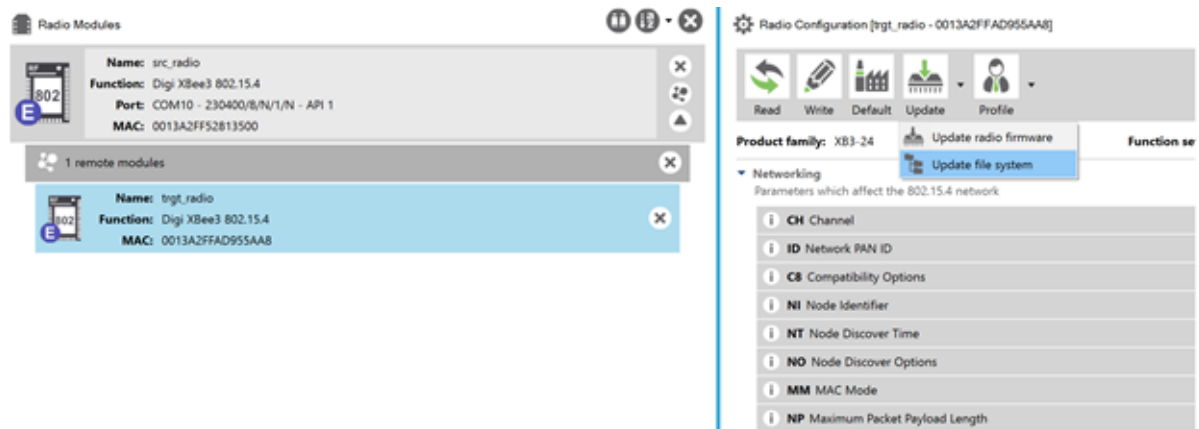 Radio Modules
802
E
Name: src_radio
Function: Digi XBee3 802.15.4
Port: COM10 - 230400/8/N/1/N - API 1
MAC: 0013A2FF52813500
1 remote modules
802
E
Name: trgt_radio
Function: Digi XBee3 802.15.4
MAC: 0013A2FFAD955AA8
Radio Configuration [trgt_radio - 0013A2FFAD955AA8]
Read Write Default Update Profile
Update radio firmware
Update file system
Product family: XB3-24 Function se
Networking
Parameters which affect the 802.15.4 network
i CH Channel
i ID Network PAN ID
i C8 Compatibility Options
i NI Node Identifier
i NT Node Discover Time
i NO Node Discover Options
i MM MAC Mode
i NP Maximum Packet Payload Length